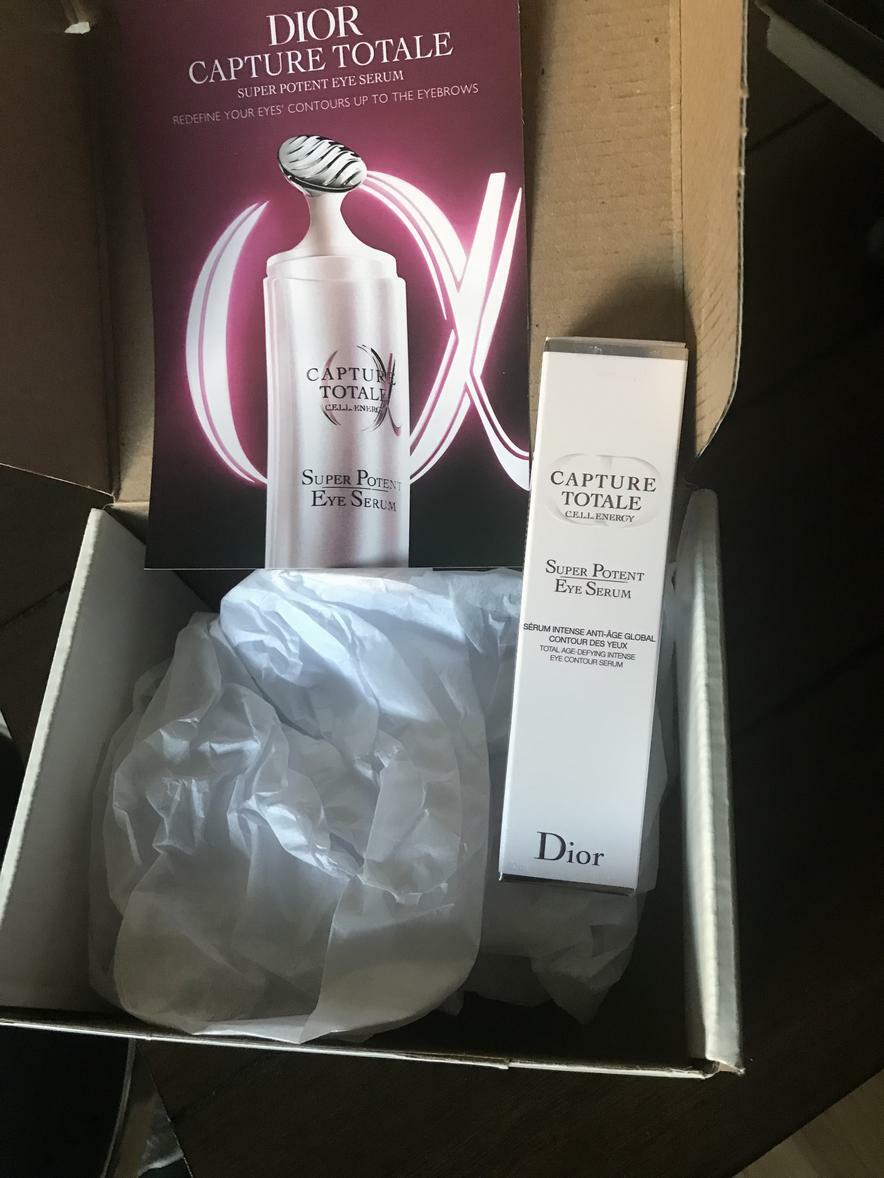 DIOR
CAPTURE TOTALE
SUPER POTENT EYE SERUM
REDEFINE YOUR EYES' CONTOURS UP TO THE EYEBROWS
CAPTURE
TOTALE
C.E.L.L. ENERGY
SUPER POTENT
EYE SERUM
CAPTURE
TOTALE
C.E.L.L. ENERGY
SUPER POTENT
EYE SERUM
SÉRUM INTENSE ANTI-ÂGE GLOBAL
CONTOUR DES YEUX
TOTAL AGE-DEFYING INTENSE
EYE CONTOUR SERUM
Dior